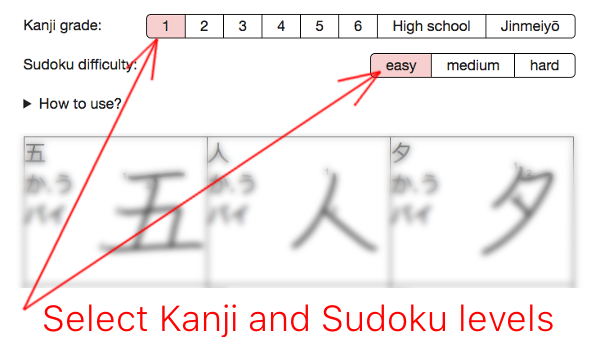 Kanji grade: 1 2 3 4 5 6 High school Jinmeiyō
Sudoku difficulty: easy medium hard
▶ How to use?
五 人 夕
か、う か、う か、う
バイ バイ バイ
五 人 夕
Select Kanji and Sudoku levels